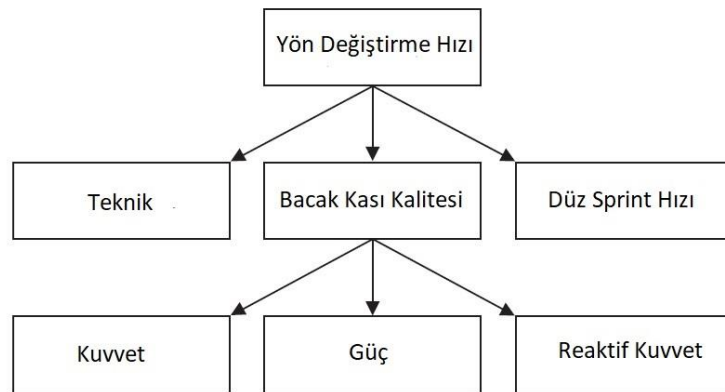 Yön Değiştirme Hızı
Teknik
Bacak Kası Kalitesi
Düz Sprint Hızı
Kuvvet
Güç
Reaktif Kuvvet